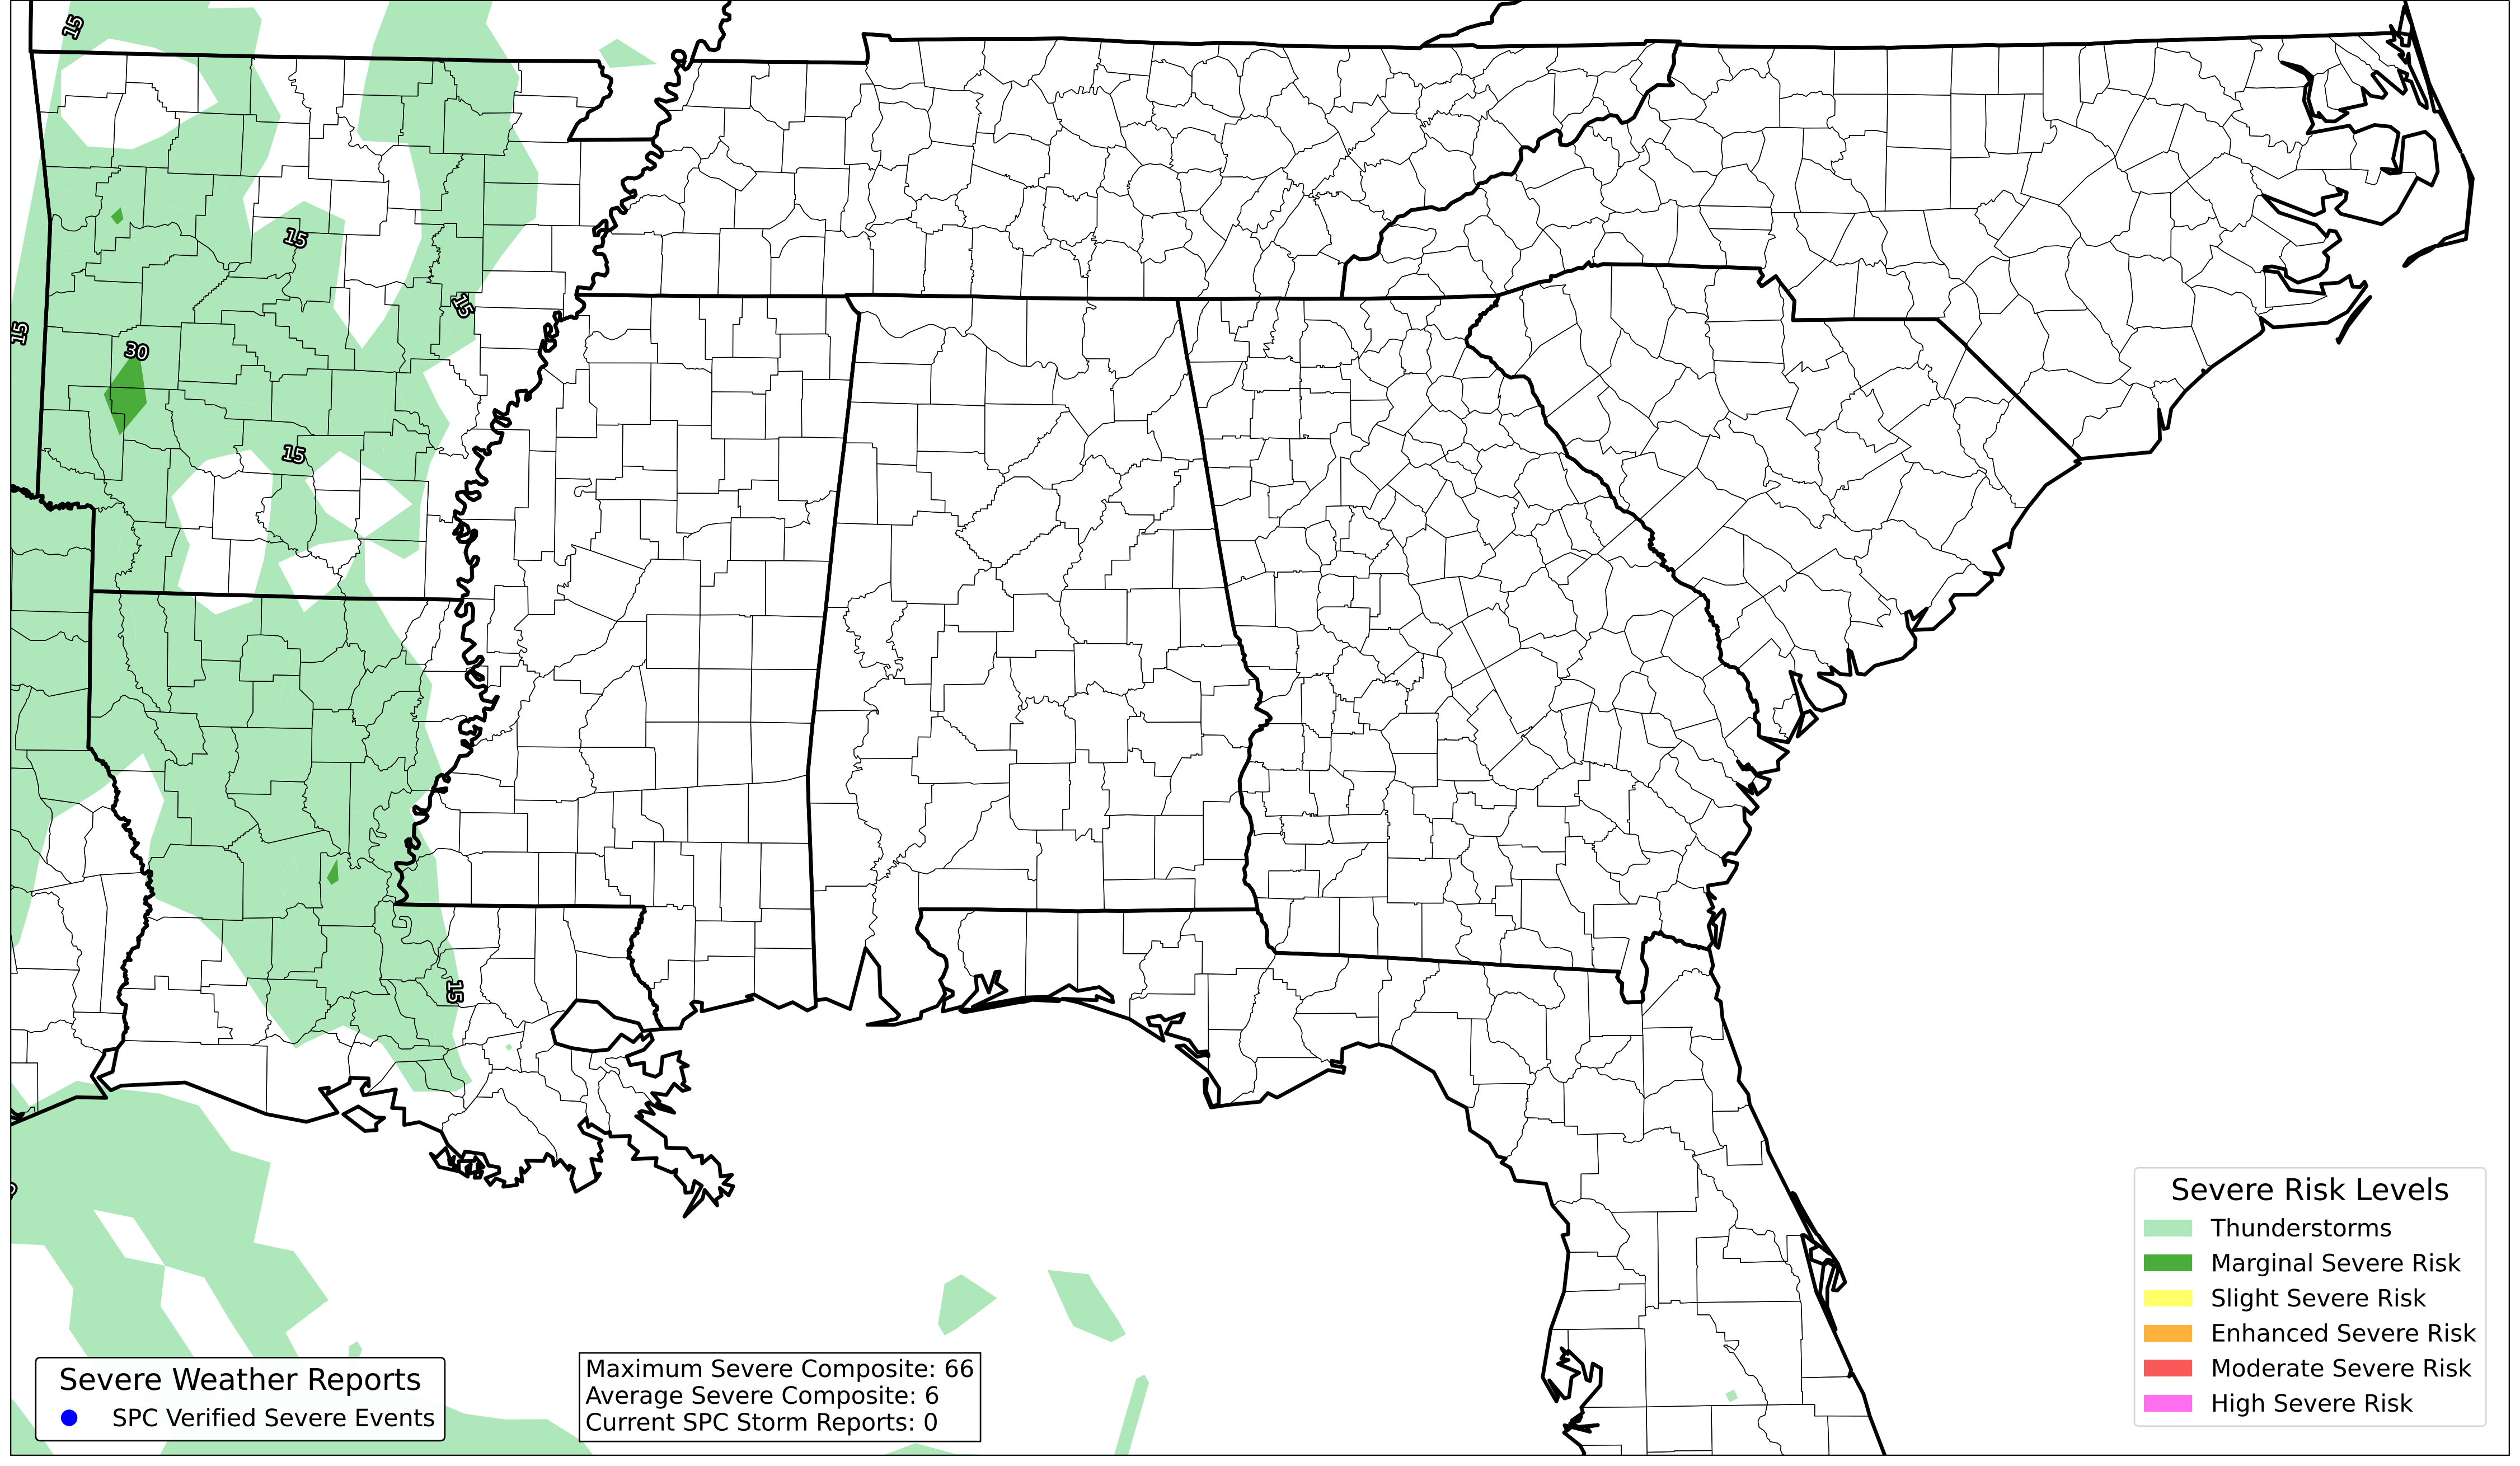 15
15
15
15
30
15
15
Severe Risk Levels
Thunderstorms
Marginal Severe Risk
Slight Severe Risk
Enhanced Severe Risk
Moderate Severe Risk
High Severe Risk
Severe Weather Reports
SPC Verified Severe Events
Maximum Severe Composite: 66
Average Severe Composite: 6
Current SPC Storm Reports: 0